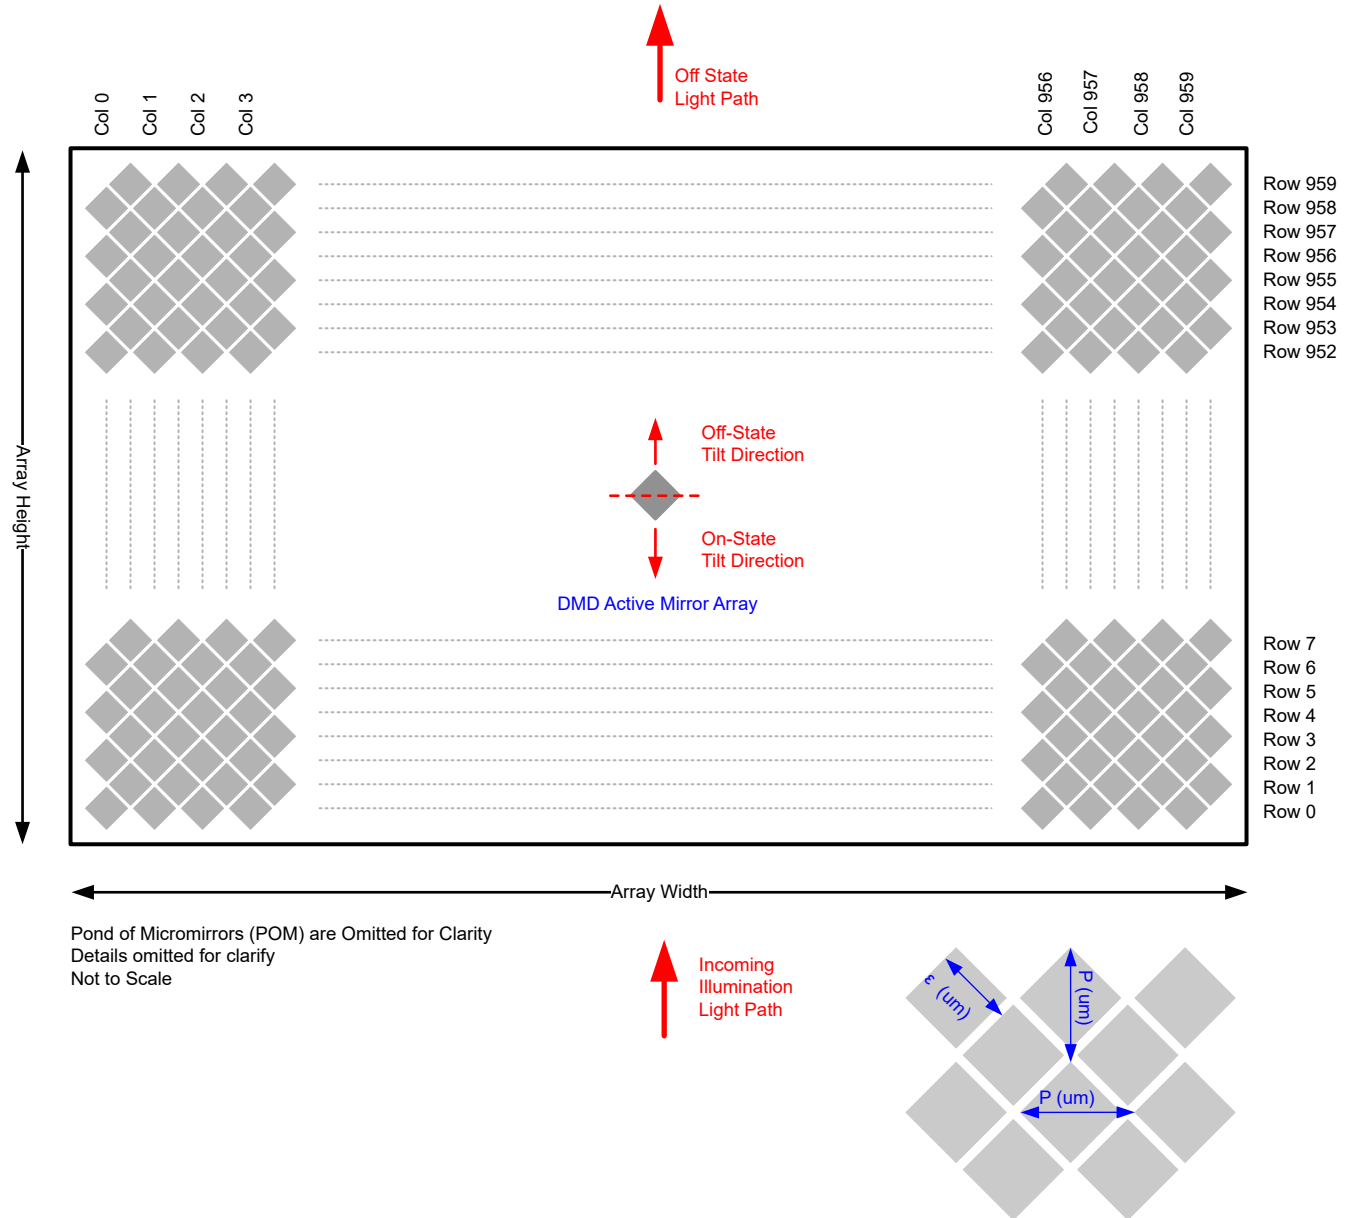 Off State
Light Path
Col 0
Col 1
Col 2
Col 3
Col 956
Col 957
Col 958
Col 959
Row 959
Row 958
Row 957
Row 956
Row 955
Row 954
Row 953
Row 952
Array Height
Off-State
Tilt Direction
On-State
Tilt Direction
DMD Active Mirror Array
Row 7
Row 6
Row 5
Row 4
Row 3
Row 2
Row 1
Row 0
Array Width
Pond of Micromirrors (POM) are Omitted for Clarity
Details omitted for clarify
Not to Scale
Incoming
Illumination
Light Path
ε (um)
P (um)
P (um)